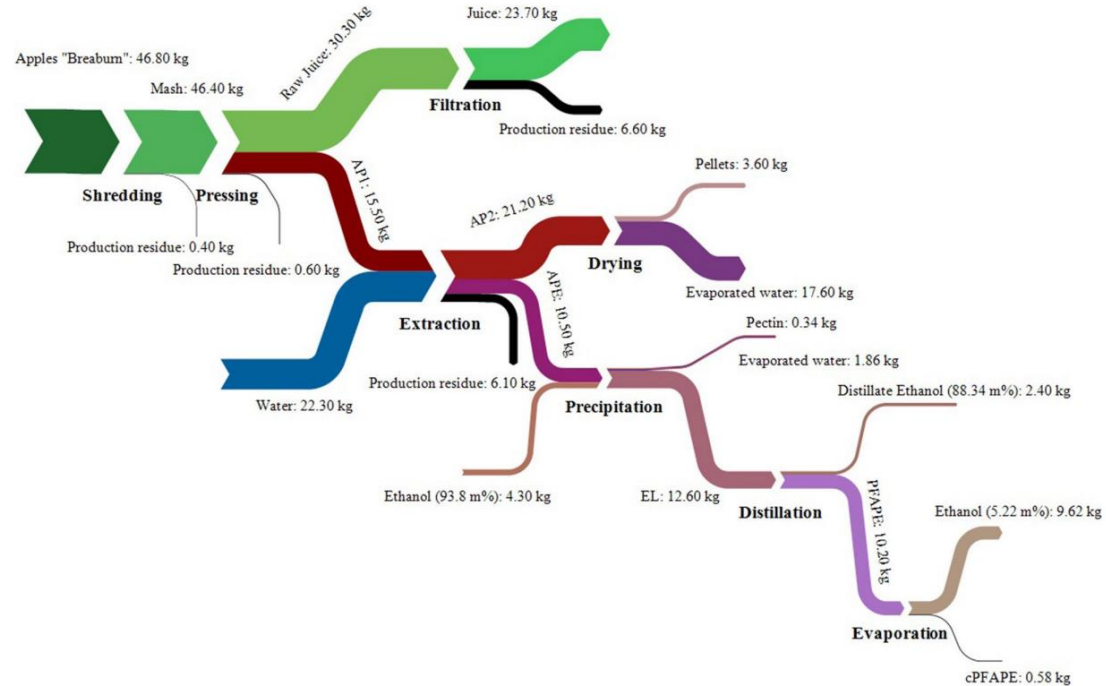 Juice: 23.70 kg
Apples "Breaburn": 46.80 kg
Raw Juice: 30.30 kg
Mash: 46.40 kg
Filtration
Production residue: 6.60 kg
Pellets: 3.60 kg
AP1: 15.50 kg
AP2: 21.20 kg
Shredding
Pressing
Production residue: 0.40 kg
Production residue: 0.60 kg
Drying
Evaporated water: 17.60 kg
APE: 10.50 kg
Extraction
Pectin: 0.34 kg
Evaporated water: 1.86 kg
Production residue: 6.10 kg
Water: 22.30 kg
Precipitation
Distillate Ethanol (88.34 m%): 2.40 kg
Ethanol (93.8 m%): 4.30 kg
EL: 12.60 kg
Distillation
PFAPE: 10.20 kg
Ethanol (5.22 m%): 9.62 kg
Evaporation
cPFAPE: 0.58 kg